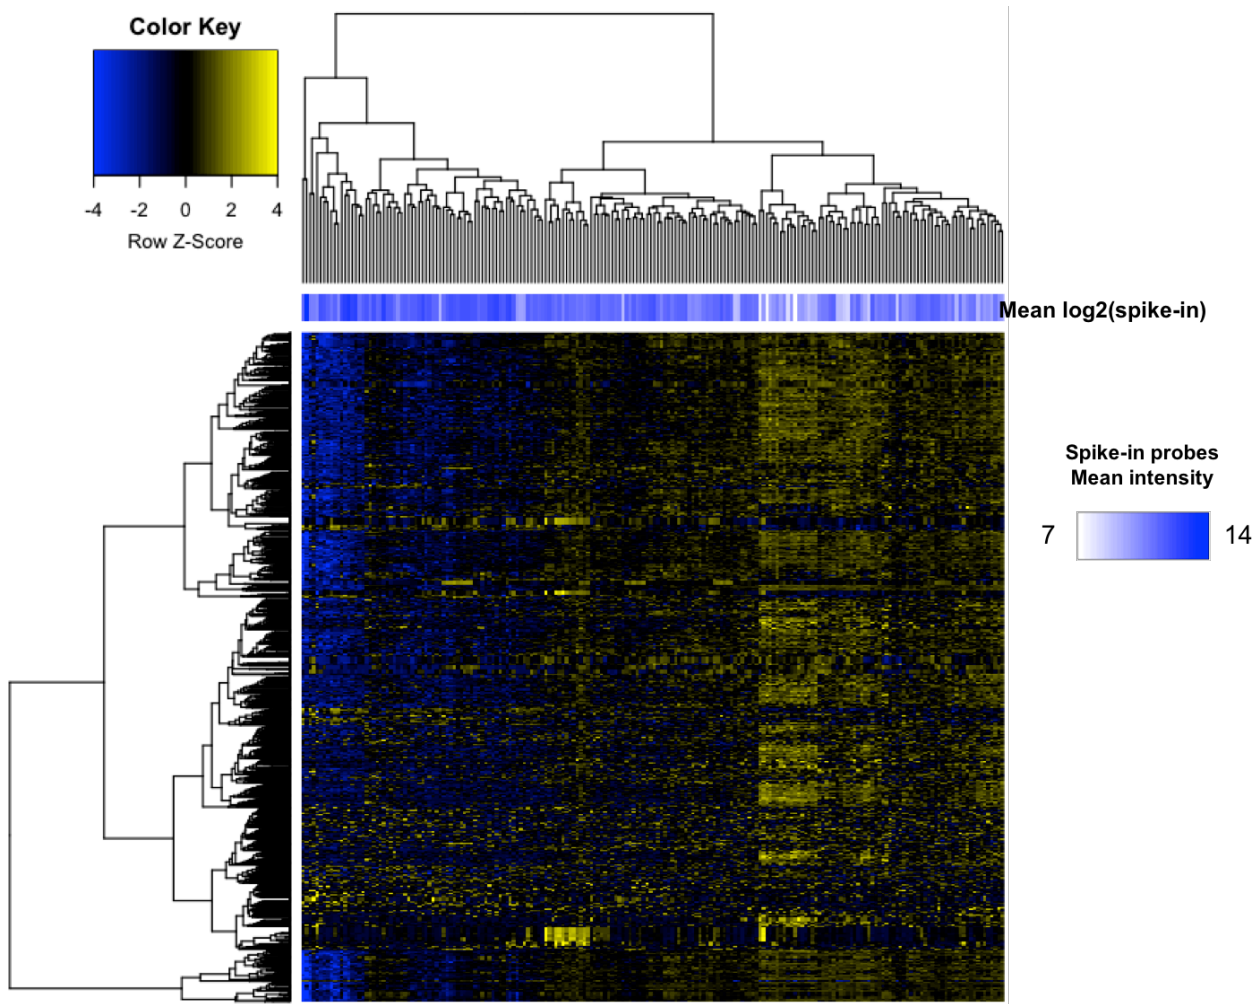 Color Key
-4 -2 0 2 4
Row Z-Score
Mean log2(spike-in)
Spike-in probes
Mean intensity
7 14